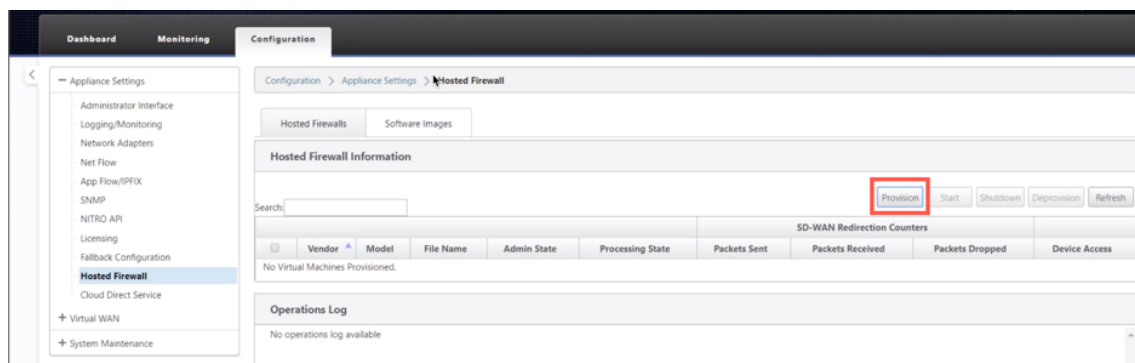 Dashboard Monitoring Configuration
Appliance Settings
Administrator Interface
Logging/Monitoring
Network Adapters
Net Flow
App Flow/IPFIX
SNMP
NITRO API
Licensing
Fallback Configuration
Hosted Firewall
Cloud Direct Service
+ Virtual WAN
+ System Maintenance
Configuration > Appliance Settings > Hosted Firewall
Hosted Firewalls Software Images
Hosted Firewall Information
Provision Start Shutdown Deprovision Refresh
Search:
SD-WAN Redirection Counters
Vendor Model File Name Admin State Processing State Packets Sent Packets Received Packets Dropped Device Access
No Virtual Machines Provisioned.
Operations Log
No operations log available